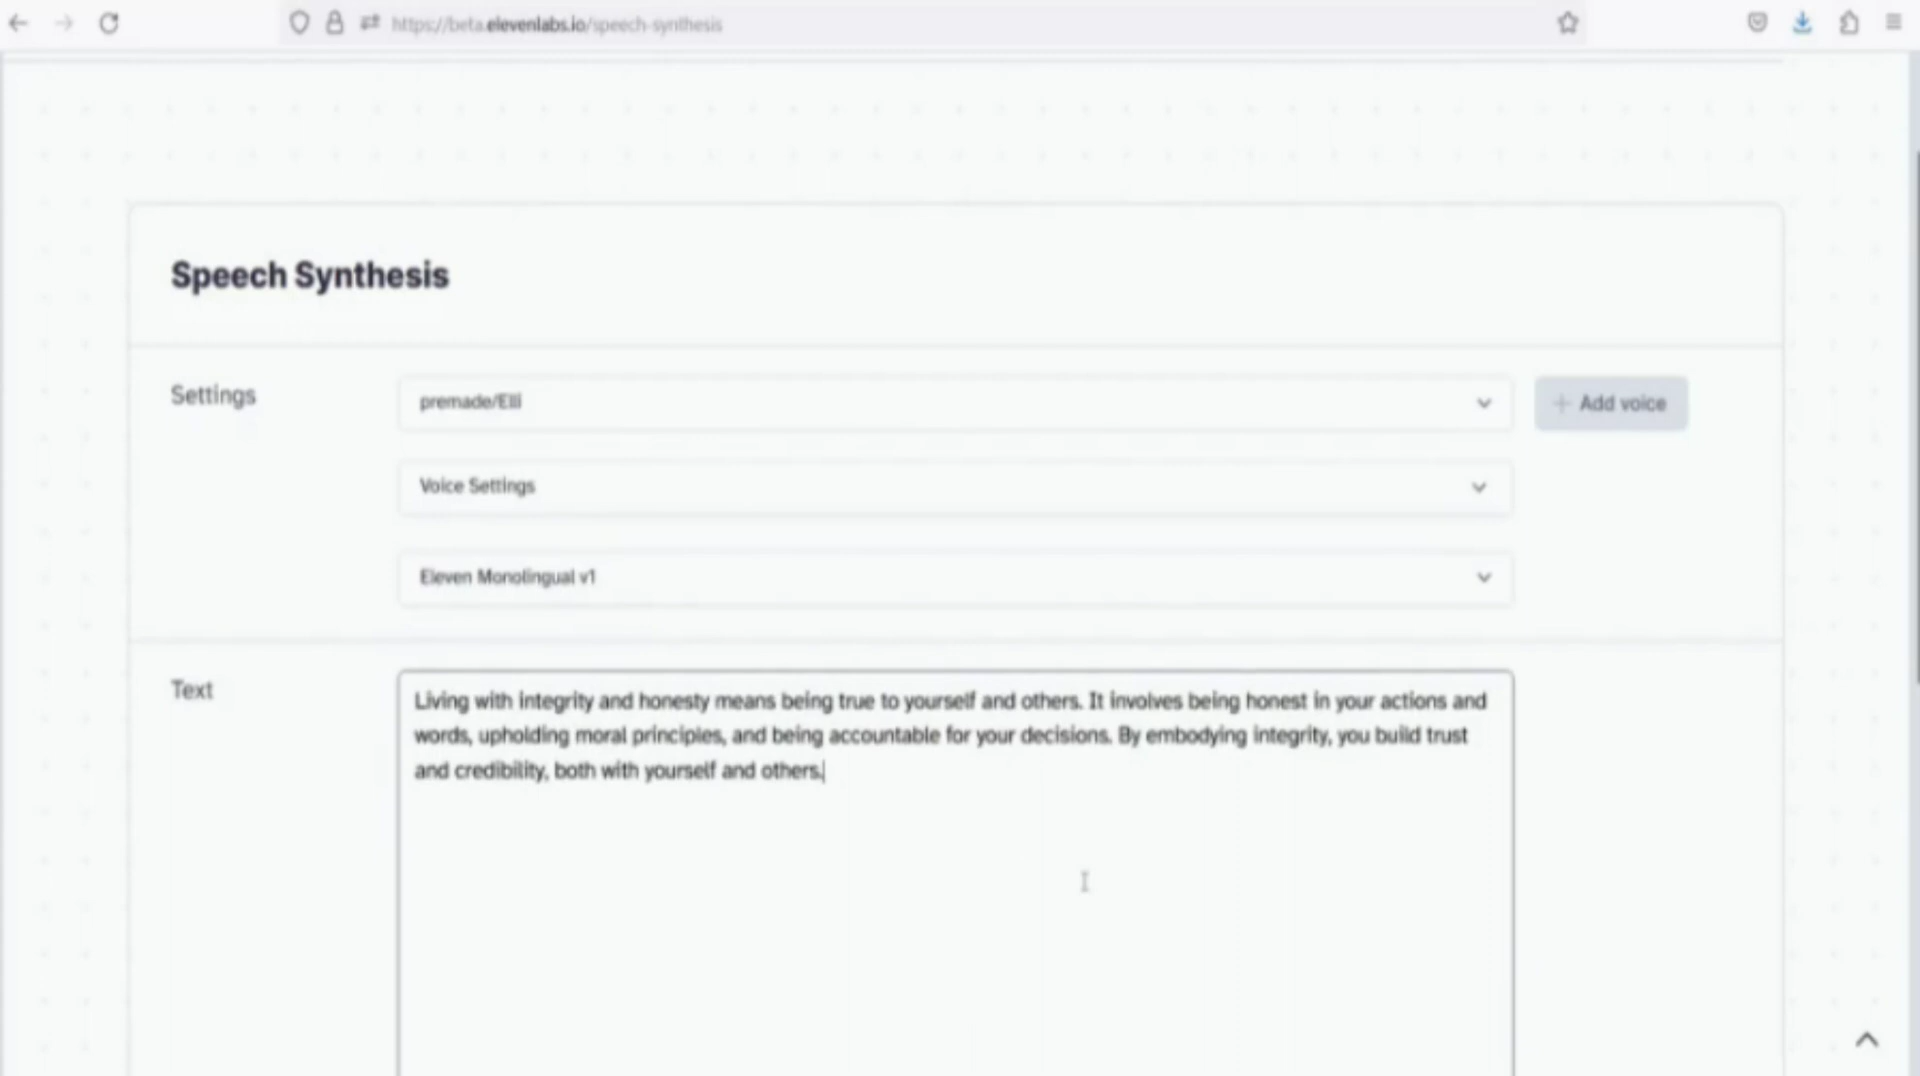 https://beta.elevenlabs.io/speech-synthesis
Speech Synthesis
Settings
premade/Elli
+ Add voice
Voice Settings
Eleven Monolingual v1
Text
Living with integrity and honesty means being true to yourself and others. It involves being honest in your actions and
words, upholding moral principles, and being accountable for your decisions. By embodying integrity, you build trust
and credibility, both with yourself and others.